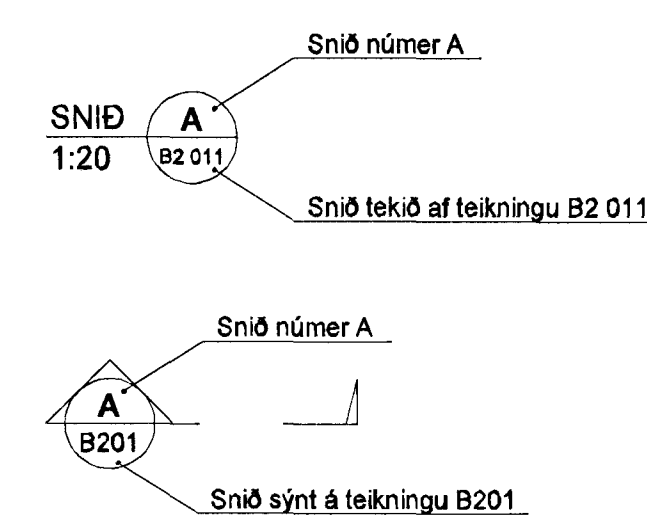 Snið númer A
SNIÐ
A
1:20
B2 011
Snið tekið af teikningu B2 011
Snið númer A
A
B201
Snið sýnt á teikningu B201